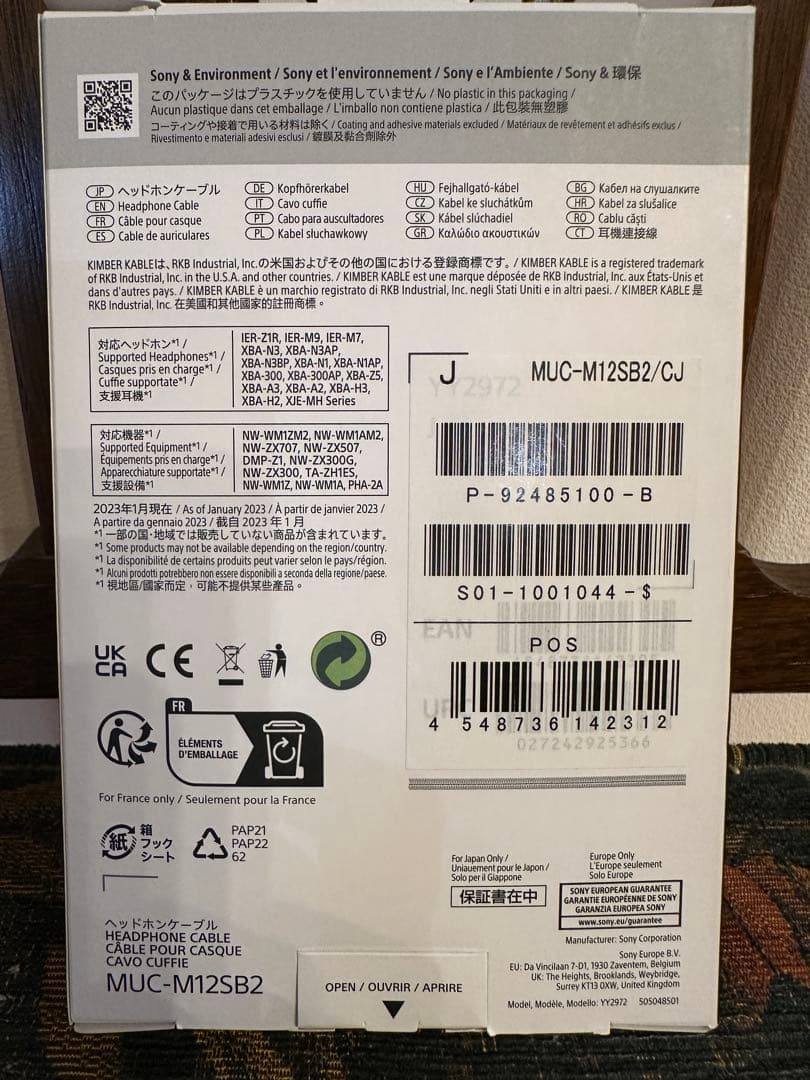 Sony & Environment / Sony et l'environnement / Sony e l'Ambiente / Sony & 環保
このパッケージはプラスチックを使用していません / No plastic in this packaging /
Aucun plastique dans cet emballage / L'imballo non contiene plastica / 此包裝無塑膠
コーティングや接着で用いる材料は除く / Coating and adhesive materials excluded / Matériaux de revêtement et adhésifs exclus /
Rivestimento e materiali adesivi esclusi / 鍍膜及黏合劑除外
JP ヘッドホンケーブル
EN Headphone Cable
FR Câble pour casque
ES Cable de auriculares
DE Kopfhörerkabel
IT Cavo cuffie
PT Cabo para auscultadores
PL Kabel słuchawkowy
HU Fejhallgató-kábel
CZ Kabel ke sluchátkům
SK Kábel slúchadiel
GR Καλώδιο ακουστικών
BG Кабел на слушалките
HR Kabel za slušalice
RO Cablu căşti
CT 耳機連接線
KIMBER KABLEは、RKB Industrial, Inc.の米国およびその他の国における登録商標です。 / KIMBER KABLE is a registered trademark
of RKB Industrial, Inc. in the U.S.A. and other countries. / KIMBER KABLE est une marque déposée de RKB Industrial, Inc. aux États-Unis et
dans d'autres pays. / KIMBER KABLE è un marchio registrato di RKB Industrial, Inc. negli Stati Uniti e in altri paesi. / KIMBER KABLE 是
RKB Industrial, Inc. 在美國和其他國家的註冊商標。
対応ヘッドホン*1 /
Supported Headphones*1 /
Casques pris en charge*1 /
Cuffie supportate*1 /
支援耳機*1
IER-Z1R, IER-M9, IER-M7,
XBA-N3, XBA-N3AP,
XBA-N3BP, XBA-N1, XBA-N1AP,
XBA-300, XBA-300AP, XBA-Z5,
XBA-A3, XBA-A2, XBA-H3,
XBA-H2, XJE-MH Series
対応機器*1 /
Supported Equipment*1 /
Équipements pris en charge*1 /
Apparecchiature supportate*1 /
支援設備*1
NW-WM1ZM2, NW-WM1AM2,
NW-ZX707, NW-ZX507,
DMP-Z1, NW-ZX300G,
NW-ZX300, TA-ZH1ES,
NW-WM1Z, NW-WM1A, PHA-2A
2023年1月現在 / As of January 2023 / À partir de janvier 2023 /
A partire da gennaio 2023 / 截自 2023 年 1 月
*1 一部の国・地域では販売していない商品が含まれています。
*1 Some products may not be available depending on the region/country.
*1 La disponibilité de certains produits peut varier selon le pays/région.
*1 Alcuni prodotti potrebbero non essere disponibili a seconda della regione/paese.
*1 視地區/國家而定，可能不提供某些產品。
J MUC-M12SB2/CJ
YY2972
P-92485100-B
S01-1001044-$
EAN
POS
4 548736 142312
027242925366
UK
CA
CE
®
FR
ÉLÉMENTS
D'EMBALLAGE
For France only / Seulement pour la France
紙
箱
フック
シート
PAP21
PAP22
62
For Japan Only /
Uniauement pour le Japon /
Solo per il Giappone
保証書在中
Europe Only
L'Europe seulement
Solo Europe
SONY EUROPEAN GUARANTEE
GARANTIE EUROPÉENNE DE SONY
GARANZIA EUROPEA SONY
www.sony.eu/guarantee
Manufacturer: Sony Corporation
Sony Europe B.V.
EU: Da Vincilaan 7-D1, 1930 Zaventem, Belgium
UK: The Heights, Brooklands, Weybridge,
Surrey KT13 0XW, United Kingdom
Model, Modèle, Modello: YY2972 505048501
ヘッドホンケーブル
HEADPHONE CABLE
CÂBLE POUR CASQUE
CAVO CUFFIE
MUC-M12SB2
OPEN / OUVRIR / APRIRE